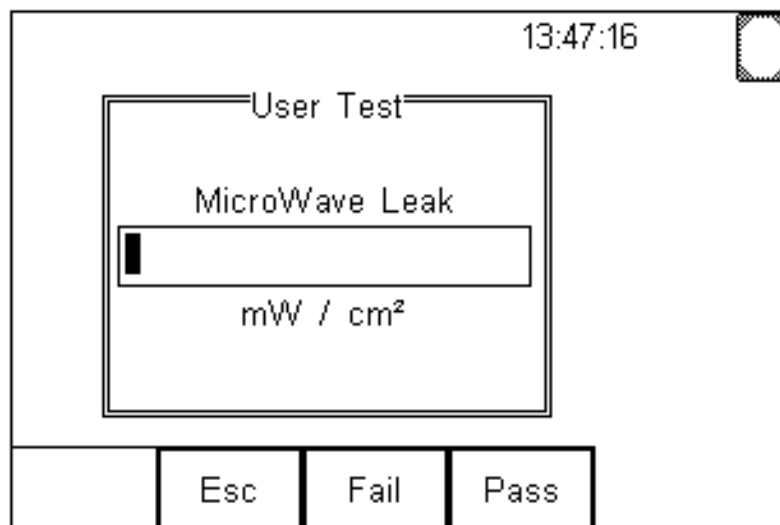 13:47:16
User Test
MicroWave Leak
mW / cm²
Esc Fail Pass